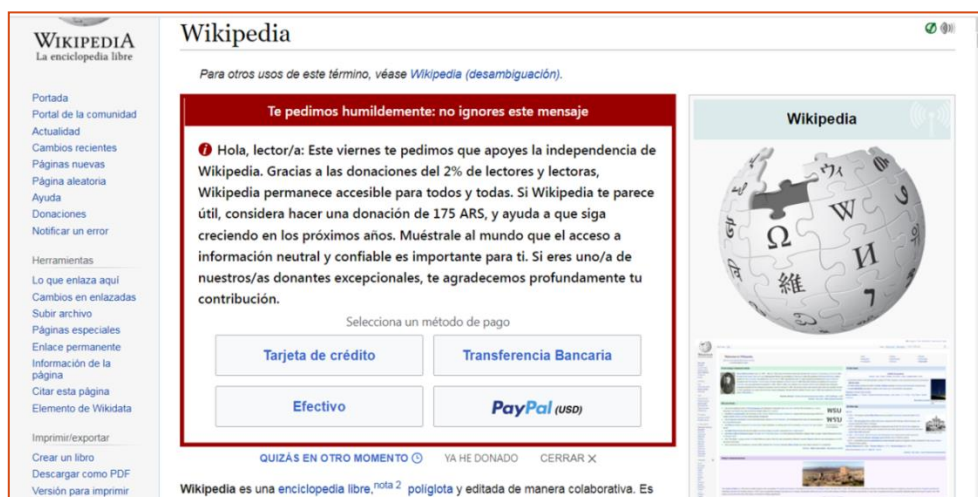 WIKIPEDIA
La enciclopedia libre
Portada
Portal de la comunidad
Actualidad
Cambios recientes
Páginas nuevas
Página aleatoria
Ayuda
Donaciones
Notificar un error
Herramientas
Lo que enlaza aquí
Cambios en enlazadas
Subir archivo
Páginas especiales
Enlace permanente
Información de la
página
Citar esta página
Elemento de Wikidata
Imprimir/exportar
Crear un libro
Descargar como PDF
Versión para imprimir
Wikipedia
Para otros usos de este término, véase Wikipedia (desambiguación).
Te pedimos humildemente: no ignores este mensaje
Hola, lector/a: Este viernes te pedimos que apoyes la independencia de
Wikipedia. Gracias a las donaciones del 2% de lectores y lectoras,
Wikipedia permanece accesible para todos y todas. Si Wikipedia te parece
útil, considera hacer una donación de 175 ARS, y ayuda a que siga
creciendo en los próximos años. Muéstrale al mundo que el acceso a
información neutral y confiable es importante para ti. Si eres uno/a de
nuestros/as donantes excepcionales, te agradecemos profundamente tu
contribución.
Selecciona un método de pago
Tarjeta de crédito
Transferencia Bancaria
Efectivo
PayPal (USD)
QUIZÁS EN OTRO MOMENTO
YA HE DONADO
CERRAR X
Wikipedia es una enciclopedia libre,nota 2 políglota y editada de manera colaborativa. Es
Wikipedia
Ω
W
И
維
7
WSU
WSU